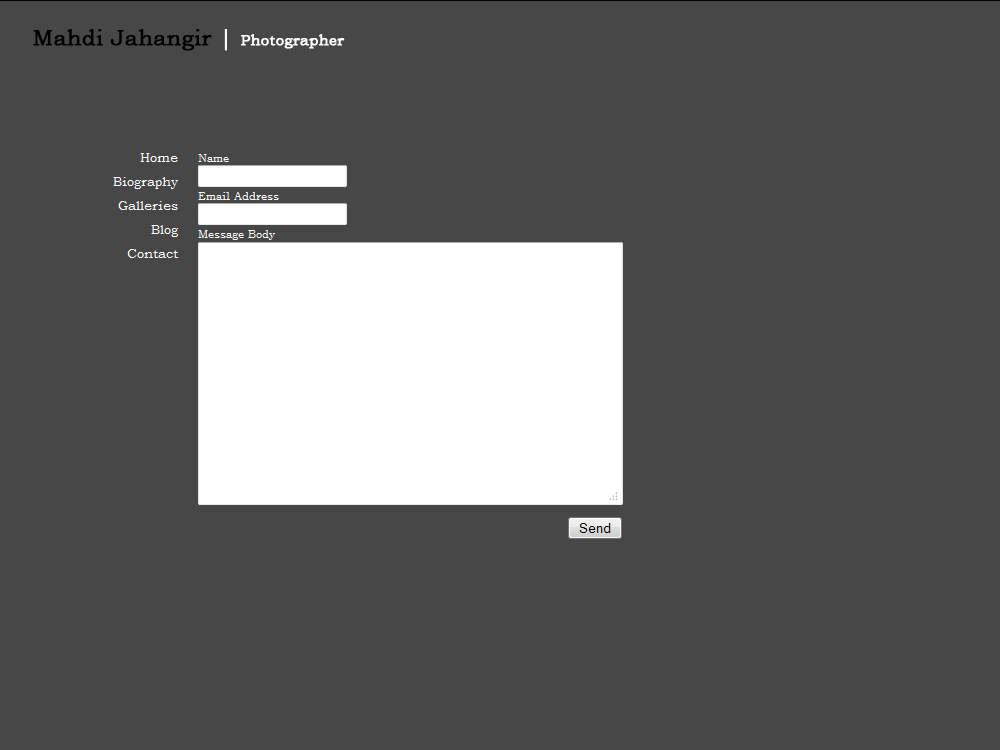 Mahdi Jahangir | Photographer
Home
Biography
Galleries
Blog
Contact
Name
Email Address
Message Body
Send